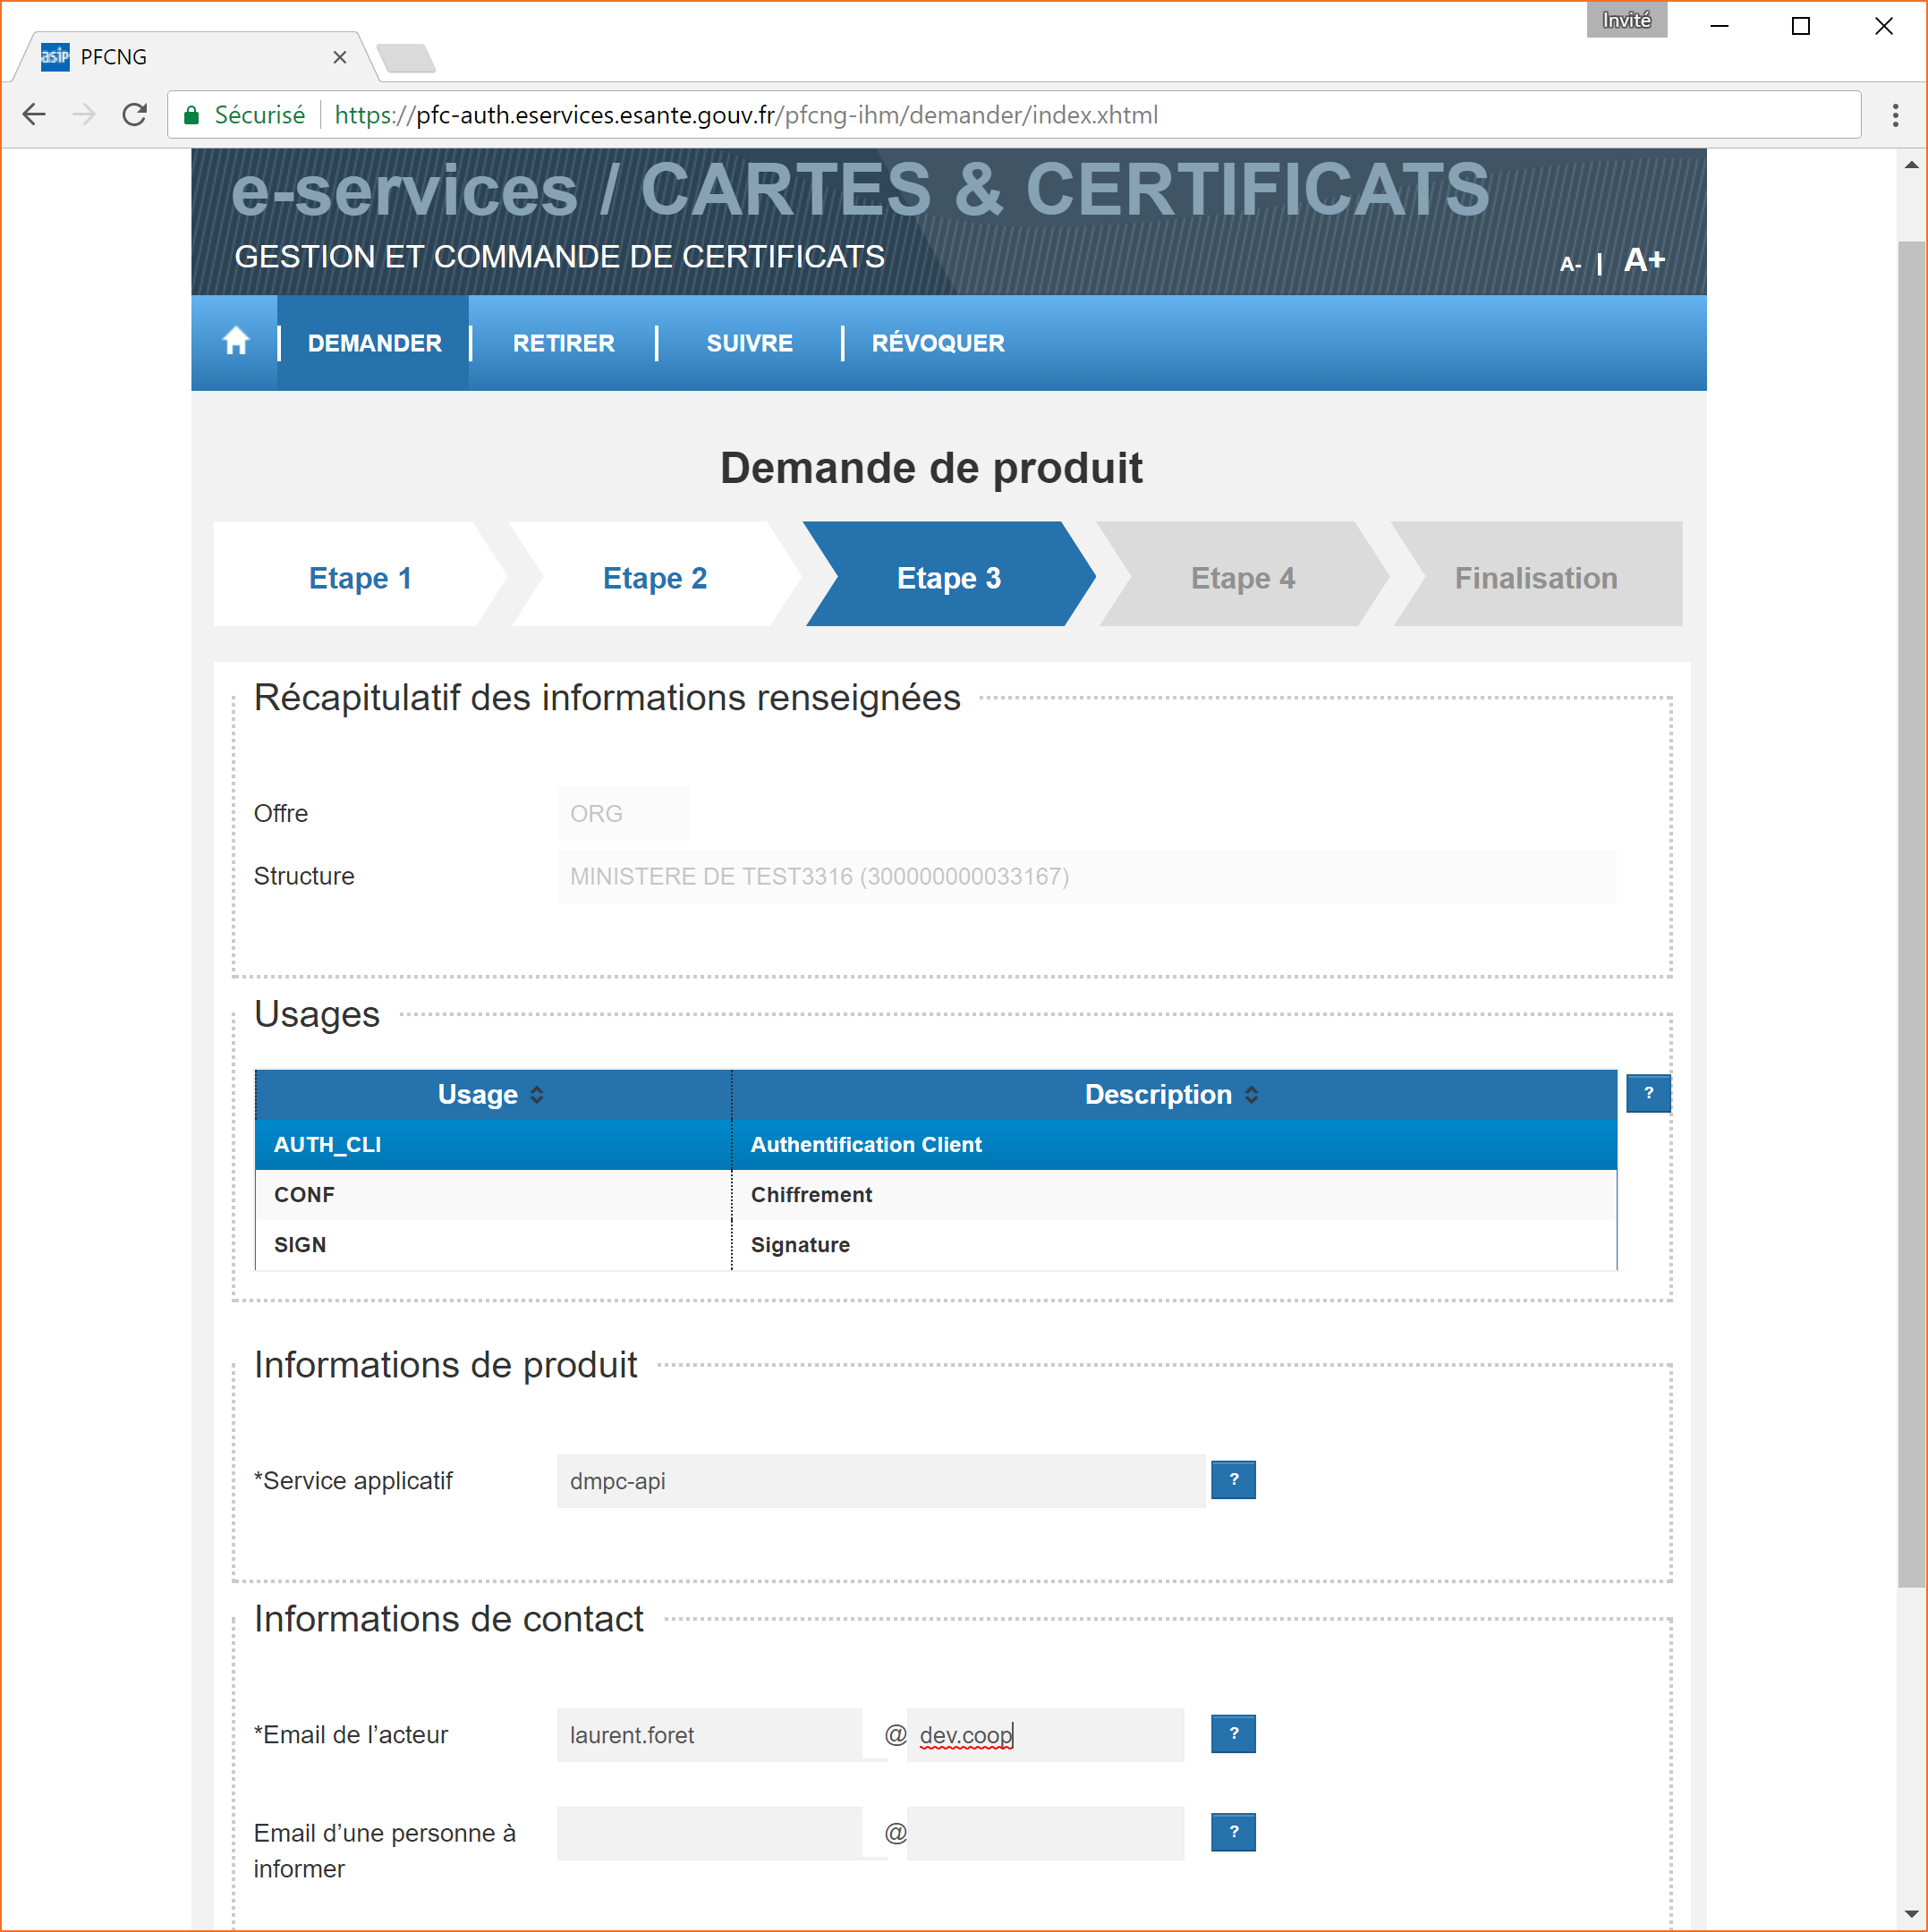 Invité
asip PFCNG
Sécurisé https://pfc-auth.eservices.esante.gouv.fr/pfcng-ihm/demander/index.xhtml
e-services / CARTES & CERTIFICATS
GESTION ET COMMANDE DE CERTIFICATS
A- | A+
DEMANDER RETIRER SUIVRE RÉVOQUER
Demande de produit
Etape 1 Etape 2 Etape 3 Etape 4 Finalisation
Récapitulatif des informations renseignées
Offre ORG
Structure MINISTERE DE TEST3316 (300000000033167)
Usages
Usage Description ?
AUTH_CLI Authentification Client
CONF Chiffrement
SIGN Signature
Informations de produit
*Service applicatif dmpc-api ?
Informations de contact
*Email de l’acteur laurent.foret @ dev.coop ?
Email d’une personne à @ ?
informer